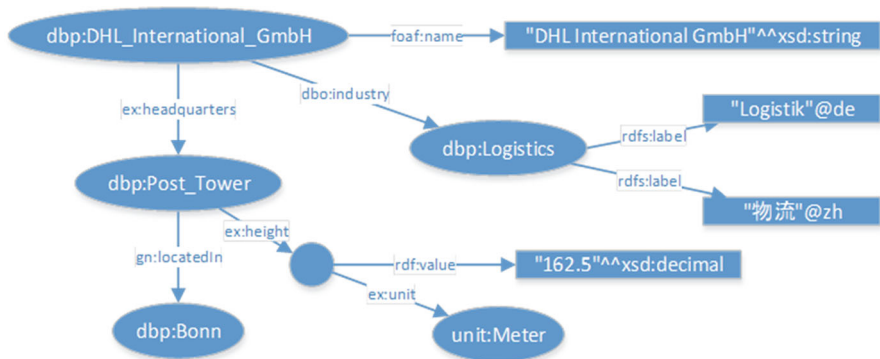 dbp:DHL_International_GmbH
foaf:name
"DHL International GmbH"^^xsd:string
dbo:industry
ex:headquarters
"Logistik"@de
rdfs:label
dbp:Logistics
rdfs:label
dbp:Post_Tower
"物流"@zh
ex:height
gn:locatedIn
rdf:value
"162.5"^^xsd:decimal
ex:unit
dbp:Bonn
unit:Meter